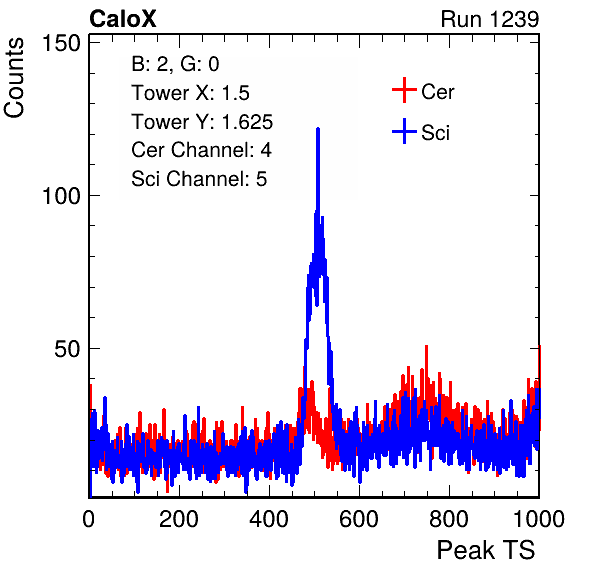 CaloX Run 1239
Counts
150
100
50
B: 2, G: 0
Tower X: 1.5
Tower Y: 1.625
Cer Channel: 4
Sci Channel: 5
Cer
Sci
0 200 400 600 800 1000
Peak TS